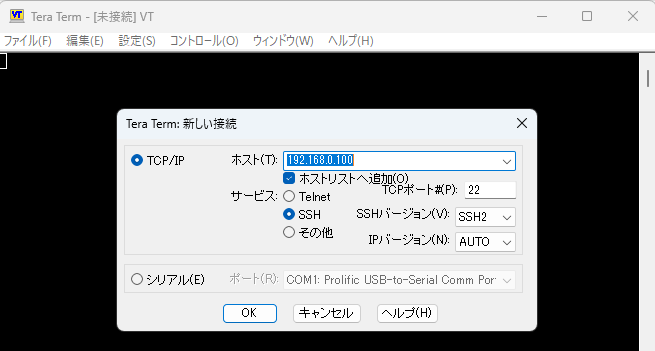 VT Tera Term - [未接続] VT
ファイル(F) 編集(E) 設定(S) コントロール(O) ウィンドウ(W) ヘルプ(H)
Tera Term: 新しい接続
TCP/IP ホスト(T): 192.168.0.100
ホストリストへ追加(O)
サービス: Telnet TCPポート#(P): 22
SSH SSHバージョン(V): SSH2
その他 IPバージョン(N): AUTO
シリアル(E) ポート(R): COM1: Prolific USB-to-Serial Comm Por
OK キャンセル ヘルプ(H)